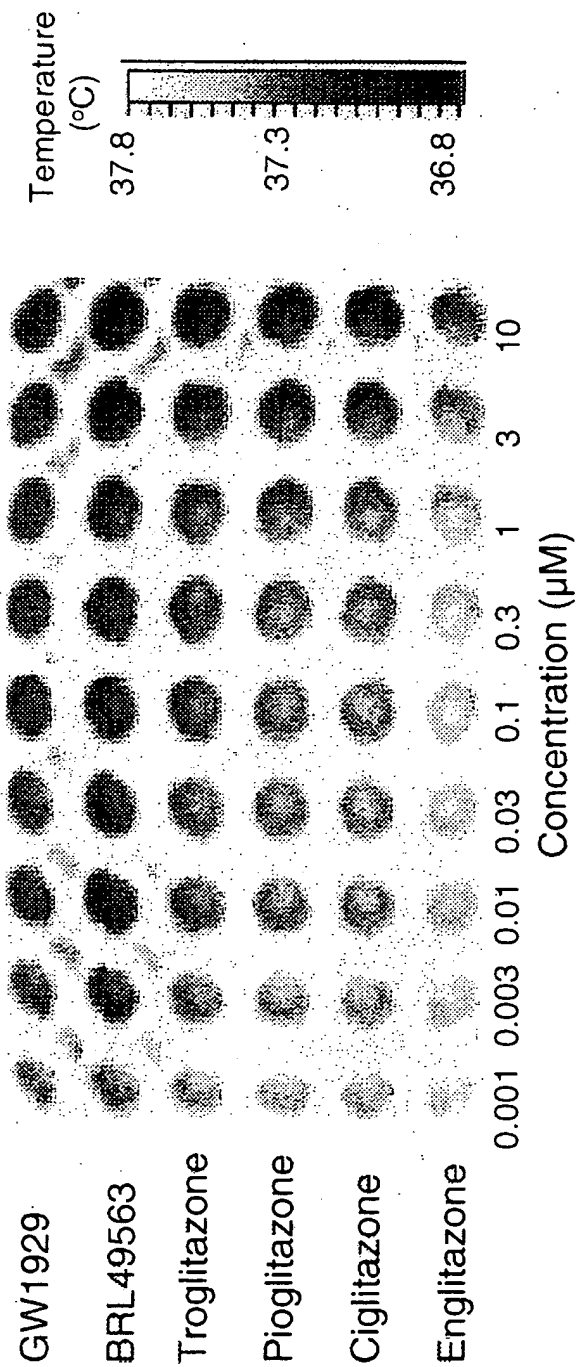 GW1929
BRL49563
Troglitazone
Pioglitazone
Ciglitazone
Englitazone
0.001 0.003 0.01 0.03 0.1 0.3 1 3 10
Concentration (µM)
Temperature
(°C)
37.8
37.3
36.8